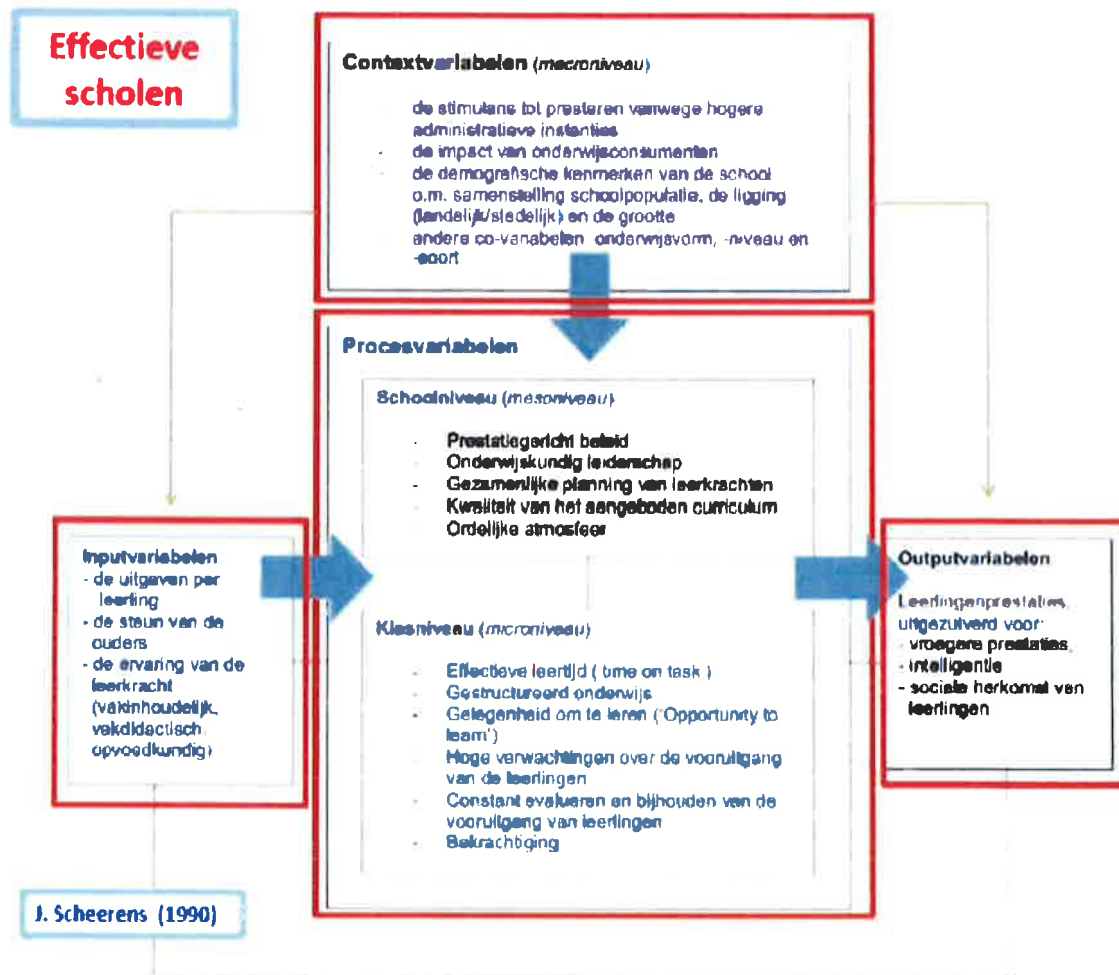 Effectieve
scholen
Contextvariabelen (macroniveau)
de stimulans tot presteren vanwege hogere
administratieve instanties
- de impact van onderwijsconsumenten
- de demografische kenmerken van de school
o.m. samenstelling schoolpopulatie, de ligging
(landelijk/stedelijk) en de grootte
andere co-variabelen onderwijsvorm, -niveau en
-soort
Procesvariabelen
Schoolniveau (mesoniveau)
- Prestatiegericht beleid
- Onderwijskundig leiderschap
- Gezamenlijke planning van leerkrachten
- Kwaliteit van het aangeboden curriculum
Ordelijke atmosfeer
Klasniveau (microniveau)
- Effectieve leertijd ( time on task )
- Gestructureerd onderwijs
- Gelegenheid om te leren ('Opportunity to
learn')
- Hoge verwachtingen over de vooruitgang
van de leerlingen
- Constant evalueren en bijhouden van de
vooruitgang van leerlingen
- Bekrachtiging
Inputvariabelen
- de uitgaven per
leerling
- de steun van de
ouders
- de ervaring van de
leerkracht
(vakinhoudelijk,
vakdidactisch
opvoedkundig)
Outputvariabelen
Leerlingenprestaties,
uitgezuiverd voor:
- vroegere prestaties,
- intelligentie
- sociale herkomst van
leerlingen
J. Scheerens (1990)